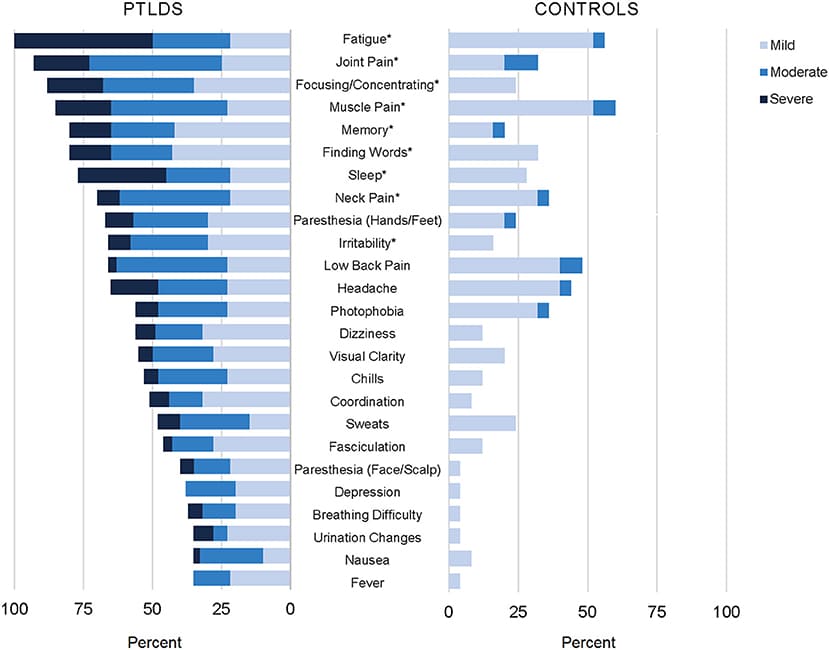 PTLDS
CONTROLS
Fatigue*
Joint Pain*
Focusing/Concentrating*
Muscle Pain*
Memory*
Finding Words*
Sleep*
Neck Pain*
Paresthesia (Hands/Feet)
Irritability*
Low Back Pain
Headache
Photophobia
Dizziness
Visual Clarity
Chills
Coordination
Sweats
Fasciculation
Paresthesia (Face/Scalp)
Depression
Breathing Difficulty
Urination Changes
Nausea
Fever
Mild
Moderate
Severe
100 75 50 25 0
0 25 50 75 100
Percent
Percent